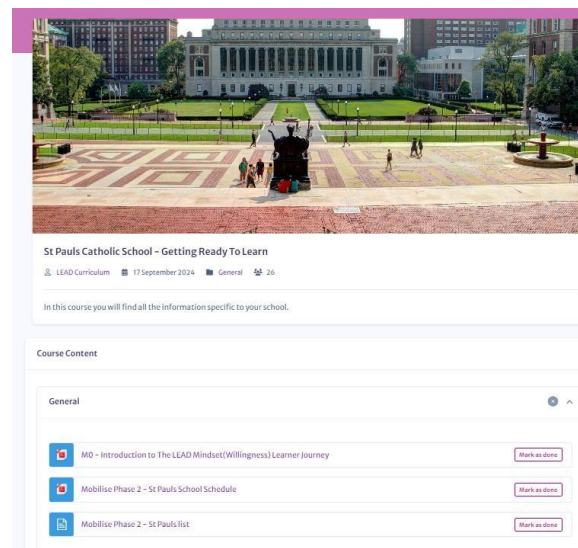 St Pauls Catholic School - Getting Ready To Learn
LEAD Curriculum 17 September 2024 General 26
In this course you will find all the information specific to your school.
Course Content
General
M0 - Introduction to The LEAD Mindset(Willingness) Learner Journey Mark as done
Mobilise Phase 2 - St Pauls School Schedule Mark as done
Mobilise Phase 2 - St Pauls list Mark as done